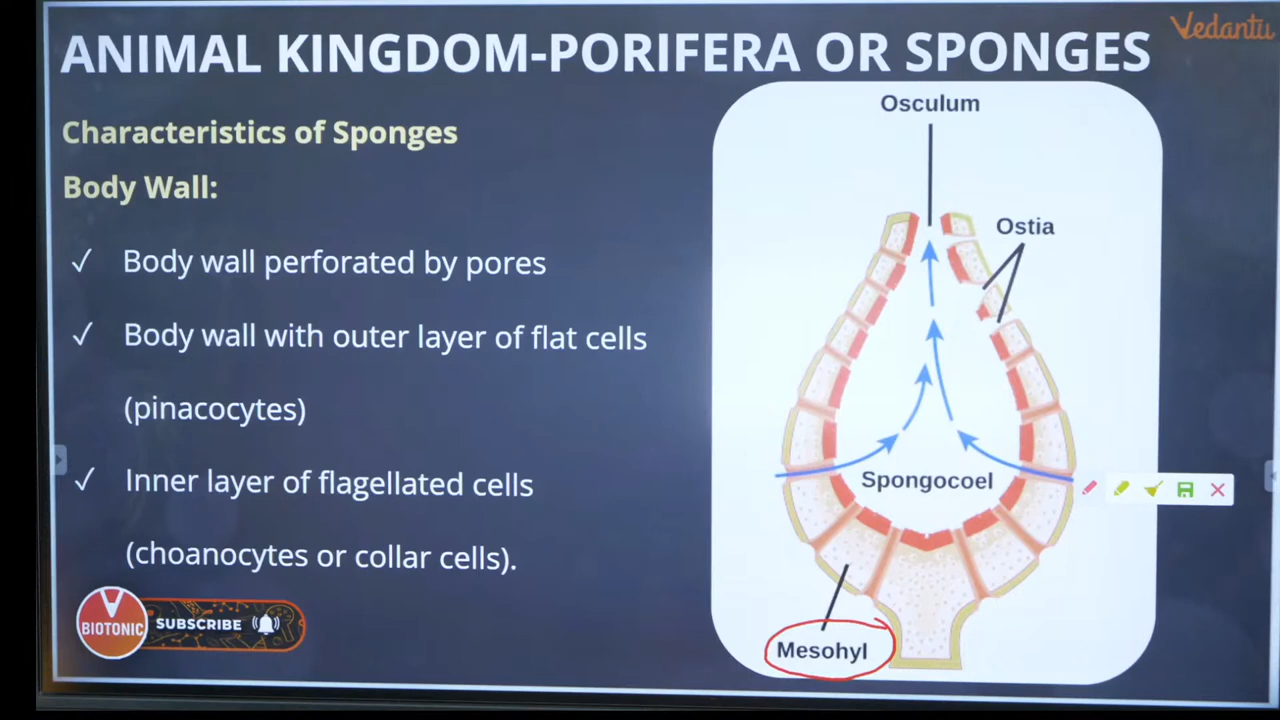 Vedantu
ANIMAL KINGDOM-PORIFERA OR SPONGES
Characteristics of Sponges
Body Wall:
✓ Body wall perforated by pores
✓ Body wall with outer layer of flat cells
(pinacocytes)
✓ Inner layer of flagellated cells
(choanocytes or collar cells).
Osculum
Ostia
Spongocoel
Mesohyl
V BIOTONIC
SUBSCRIBE